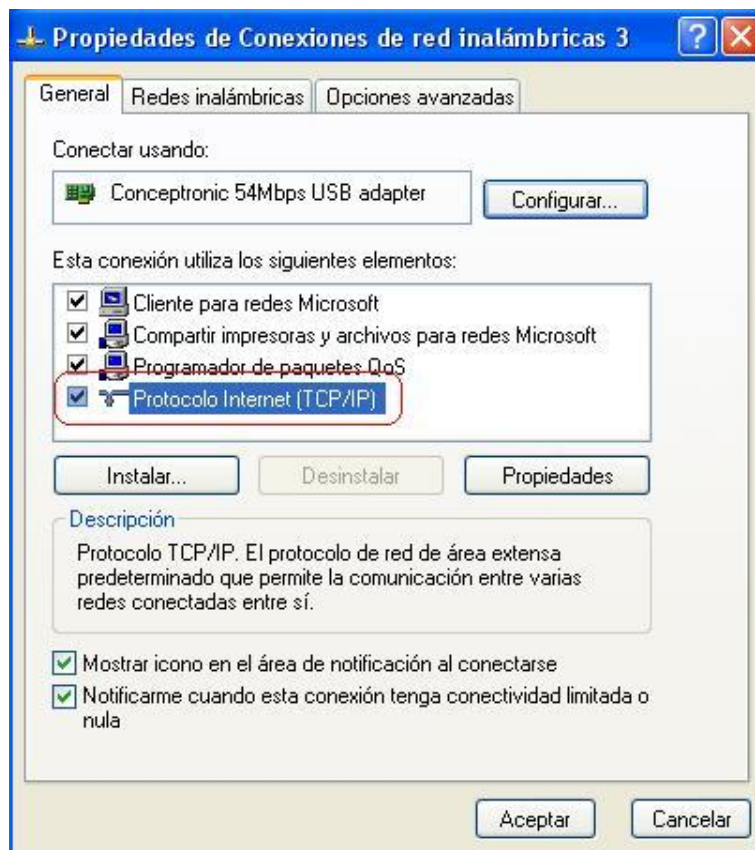 Propiedades de Conexiones de red inalámbricas 3
General
Redes inalámbricas
Opciones avanzadas
Conectar usando:
Conceptronic 54Mbps USB adapter
Configurar...
Esta conexión utiliza los siguientes elementos:
Cliente para redes Microsoft
Compartir impresoras y archivos para redes Microsoft
Programador de paquetes QoS
Protocolo Internet (TCP/IP)
Instalar...
Desinstalar
Propiedades
Descripción
Protocolo TCP/IP. El protocolo de red de área extensa
predeterminado que permite la comunicación entre varias
redes conectadas entre sí.
Mostrar icono en el área de notificación al conectarse
Notificarme cuando esta conexión tenga conectividad limitada o
nula
Aceptar
Cancelar